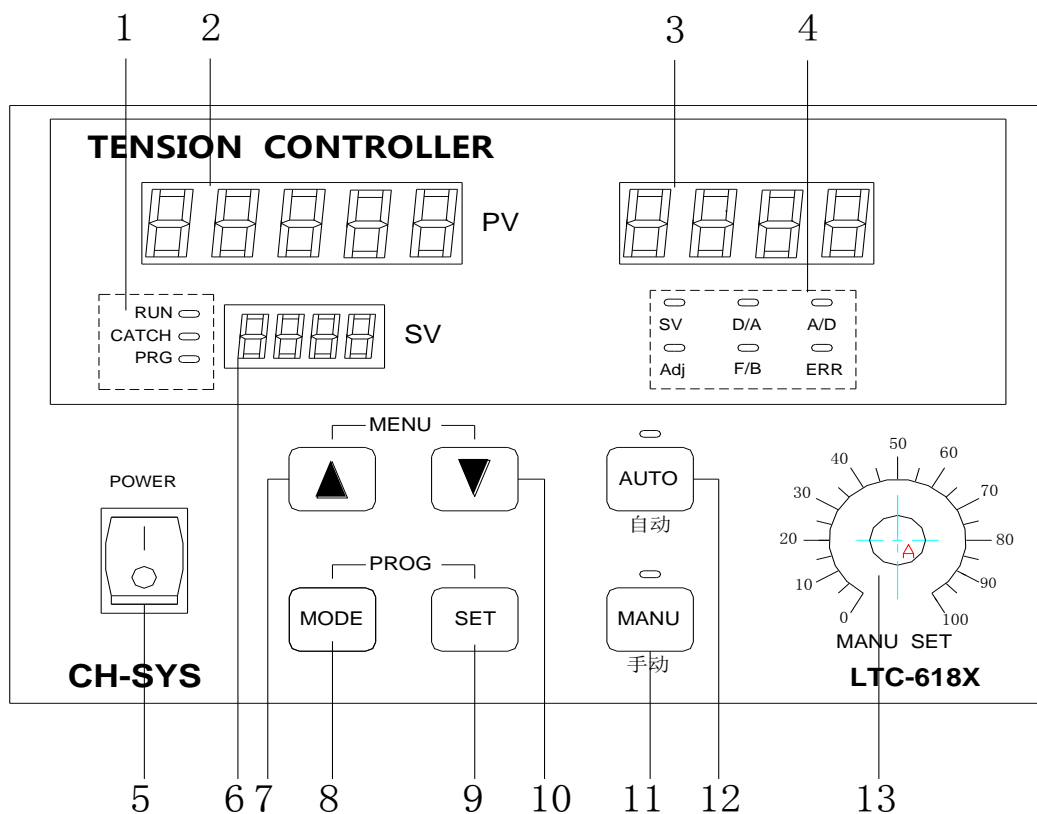 1 2 3 4
TENSION CONTROLLER
PV
RUN
CATCH
PRG
SV
SV D/A A/D
Adj F/B ERR
MENU
POWER
AUTO
自动
PROG
MODE SET
MANU
手动
0 10 20 30 40 50 60 70 80 90 100
A
MANU SET
CH-SYS
LTC-618X
5 6 7 8 9 10 11 12 13